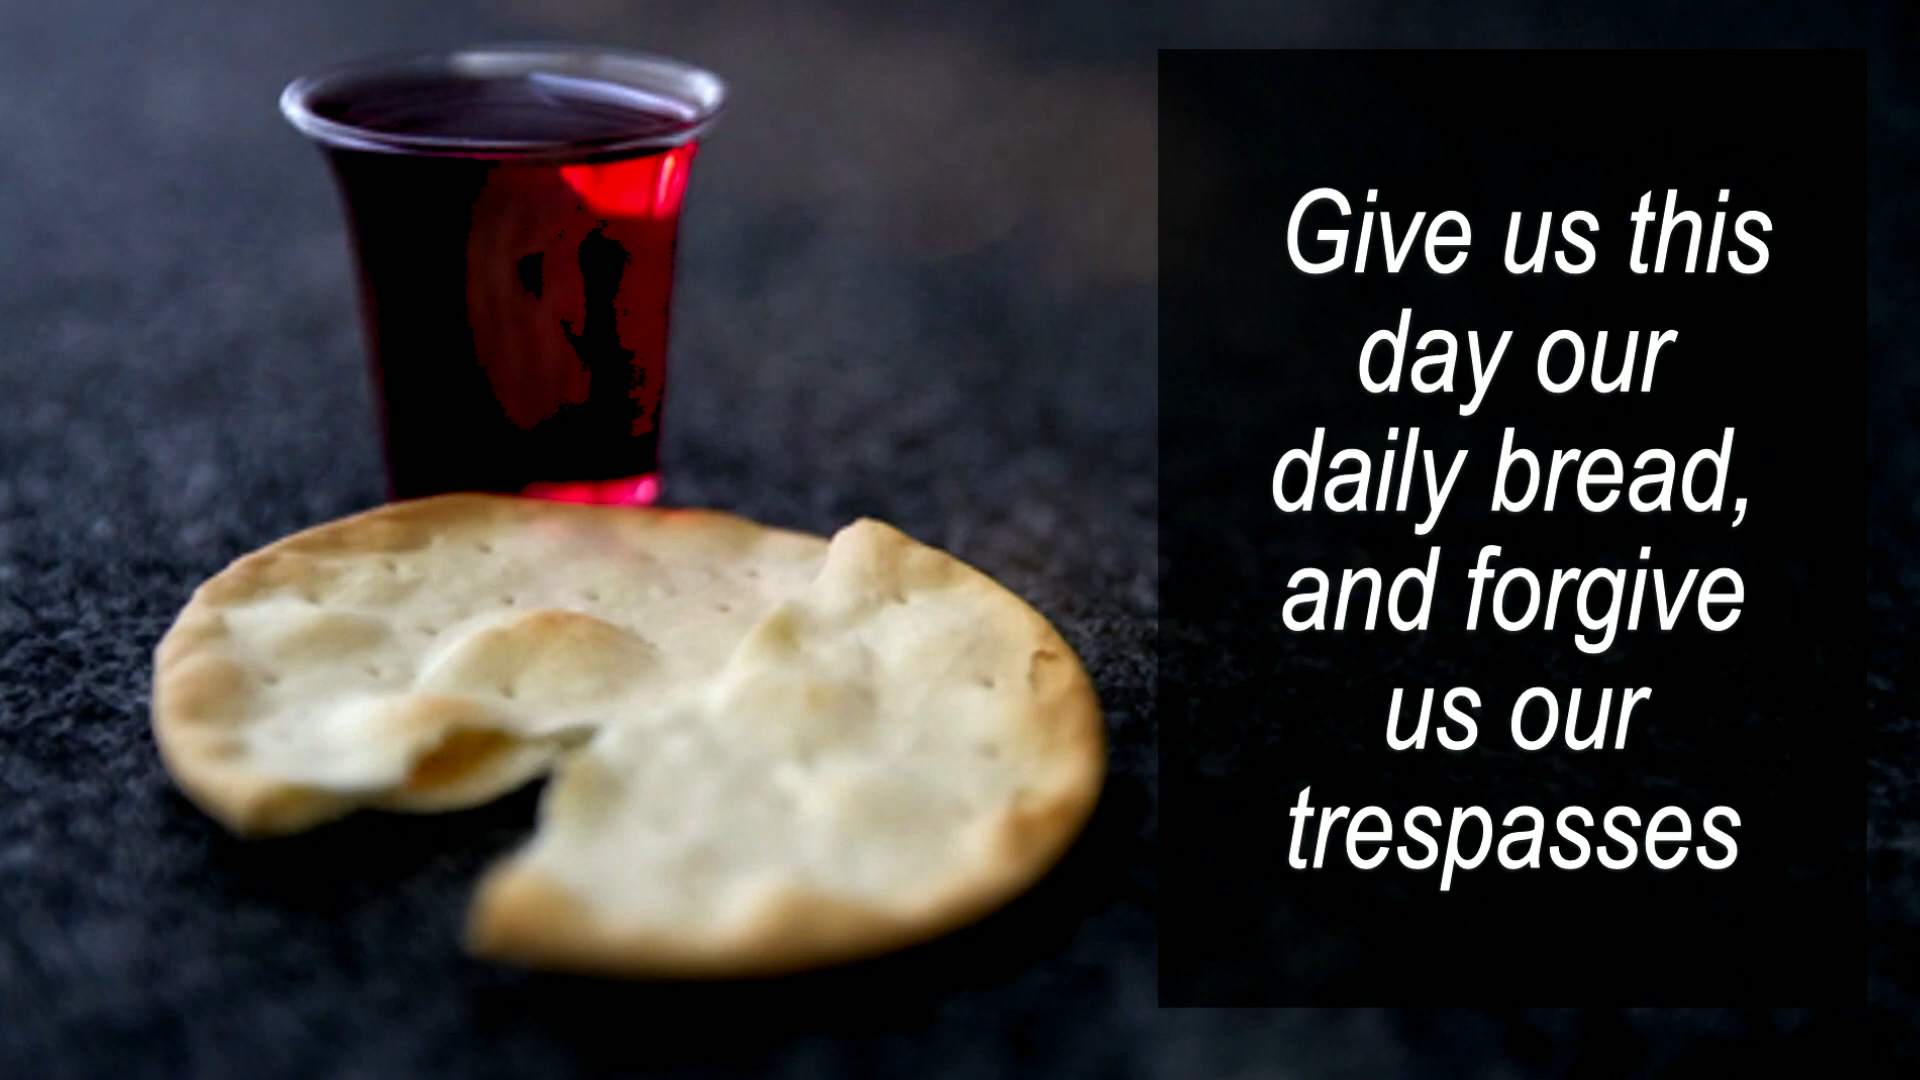 Give us this
day our
daily bread,
and forgive
us our
trespasses